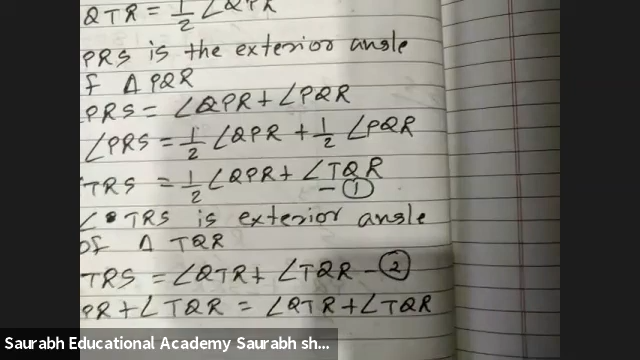 QTR = 1/2 ∠QPR
PRS is the exterior angle
of Δ PQR
∠PRS = ∠QPR + ∠PQR
∠PRS = 1/2 ∠QPR + 1/2 ∠PQR
TRS = 1/2 ∠QPR + ∠TQR
– ①
∠ TRS is exterior angle
of Δ TQR
TRS = ∠QTR + ∠TQR – ②
PR + ∠TQR = ∠QTR + ∠TQR
Saurabh Educational Academy Saurabh sh...